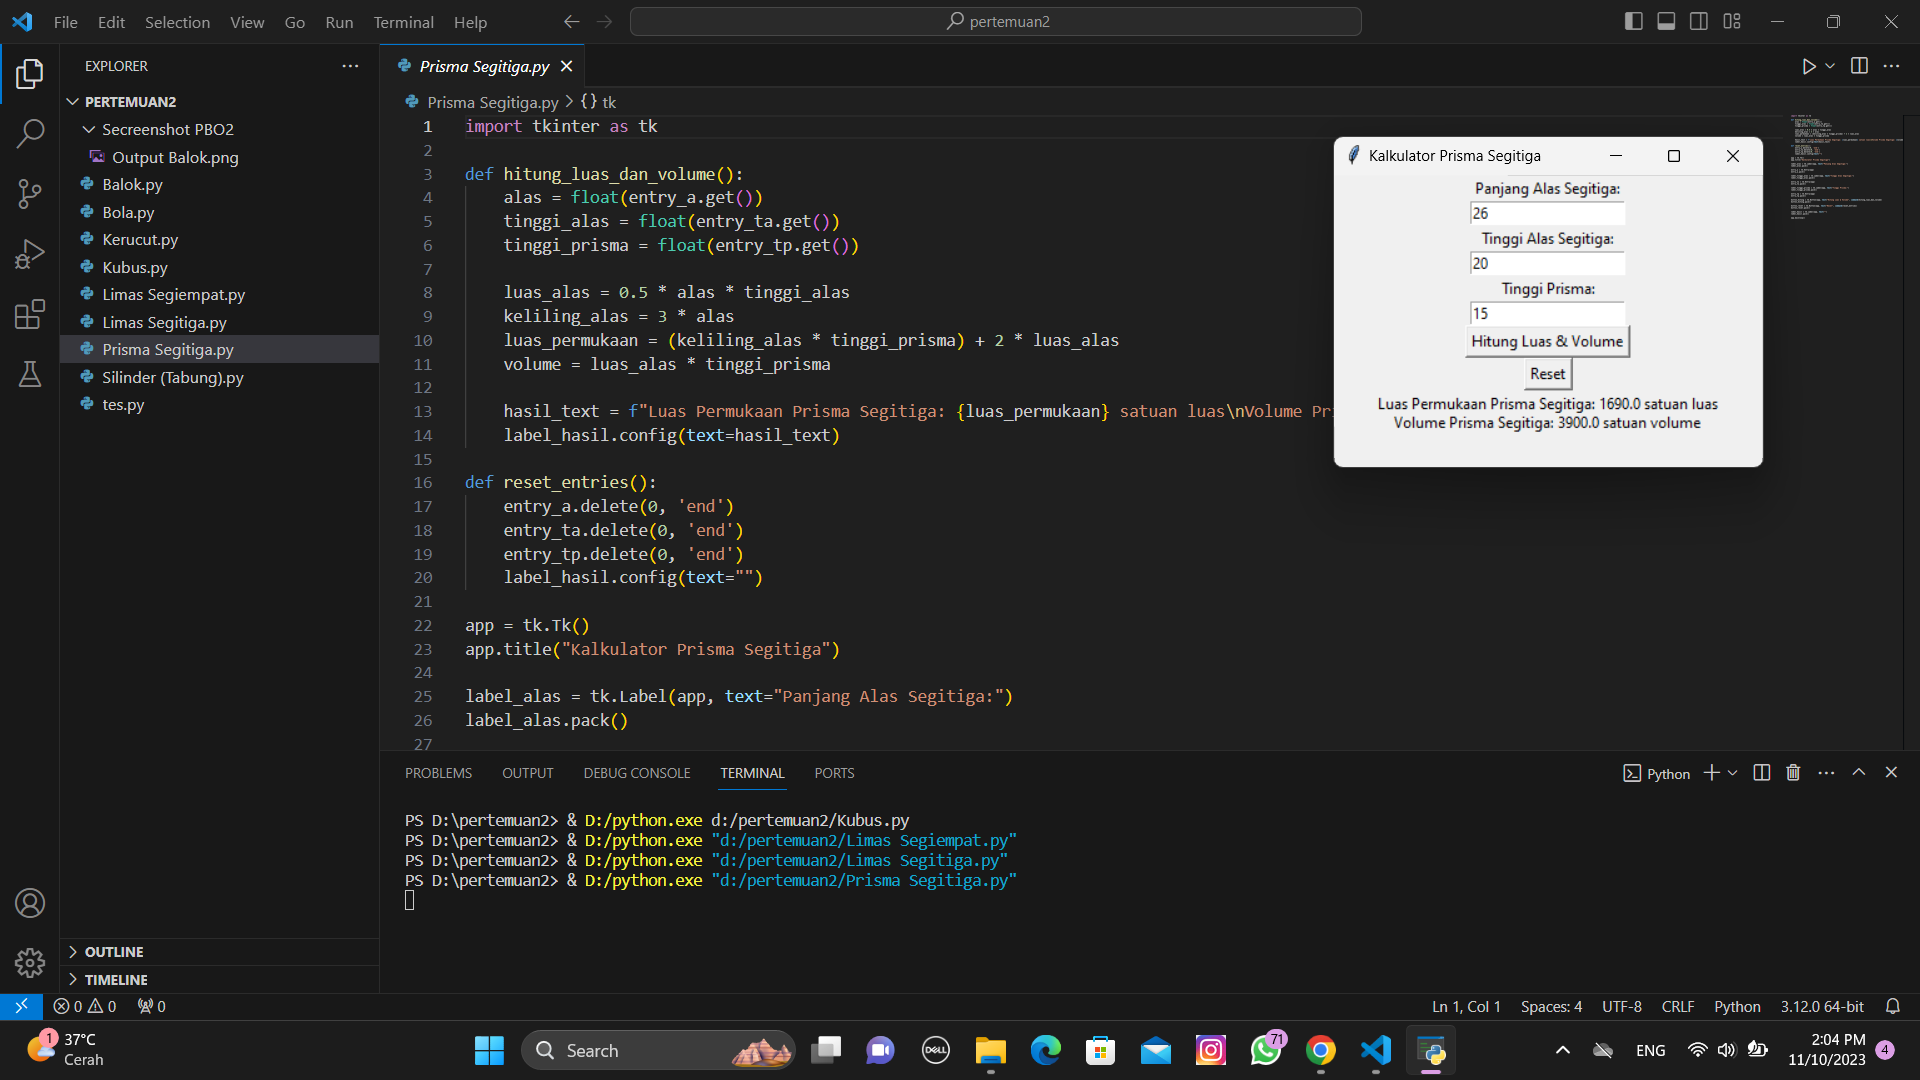 File Edit Selection View Go Run Terminal Help
pertemuan2
EXPLORER
PERTEMUAN2
Secreenshot PBO2
Output Balok.png
Balok.py
Bola.py
Kerucut.py
Kubus.py
Limas Segiempat.py
Limas Segitiga.py
Prisma Segitiga.py
Silinder (Tabung).py
tes.py
OUTLINE
TIMELINE
Prisma Segitiga.py
Prisma Segitiga.py > {} tk
1 import tkinter as tk
2
3 def hitung_luas_dan_volume():
4 alas = float(entry_a.get())
5 tinggi_alas = float(entry_ta.get())
6 tinggi_prisma = float(entry_tp.get())
7
8 luas_alas = 0.5 * alas * tinggi_alas
9 keliling_alas = 3 * alas
10 luas_permukaan = (keliling_alas * tinggi_prisma) + 2 * luas_alas
11 volume = luas_alas * tinggi_prisma
12
13 hasil_text = f"Luas Permukaan Prisma Segitiga: {luas_permukaan} satuan luas\nVolume Pri
14 label_hasil.config(text=hasil_text)
15
16 def reset_entries():
17 entry_a.delete(0, 'end')
18 entry_ta.delete(0, 'end')
19 entry_tp.delete(0, 'end')
20 label_hasil.config(text="")
21
22 app = tk.Tk()
23 app.title("Kalkulator Prisma Segitiga")
24
25 label_alas = tk.Label(app, text="Panjang Alas Segitiga:")
26 label_alas.pack()
27
Kalkulator Prisma Segitiga
Panjang Alas Segitiga:
26
Tinggi Alas Segitiga:
20
Tinggi Prisma:
15
Hitung Luas & Volume
Reset
Luas Permukaan Prisma Segitiga: 1690.0 satuan luas
Volume Prisma Segitiga: 3900.0 satuan volume
PROBLEMS OUTPUT DEBUG CONSOLE TERMINAL PORTS
Python
PS D:\pertemuan2> & D:/python.exe d:/pertemuan2/Kubus.py
PS D:\pertemuan2> & D:/python.exe "d:/pertemuan2/Limas Segiempat.py"
PS D:\pertemuan2> & D:/python.exe "d:/pertemuan2/Limas Segitiga.py"
PS D:\pertemuan2> & D:/python.exe "d:/pertemuan2/Prisma Segitiga.py"
0 0 0
Ln 1, Col 1 Spaces: 4 UTF-8 CRLF Python 3.12.0 64-bit
1
37°C
Cerah
Search
DELL
71
ENG
2:04 PM
11/10/2023
4